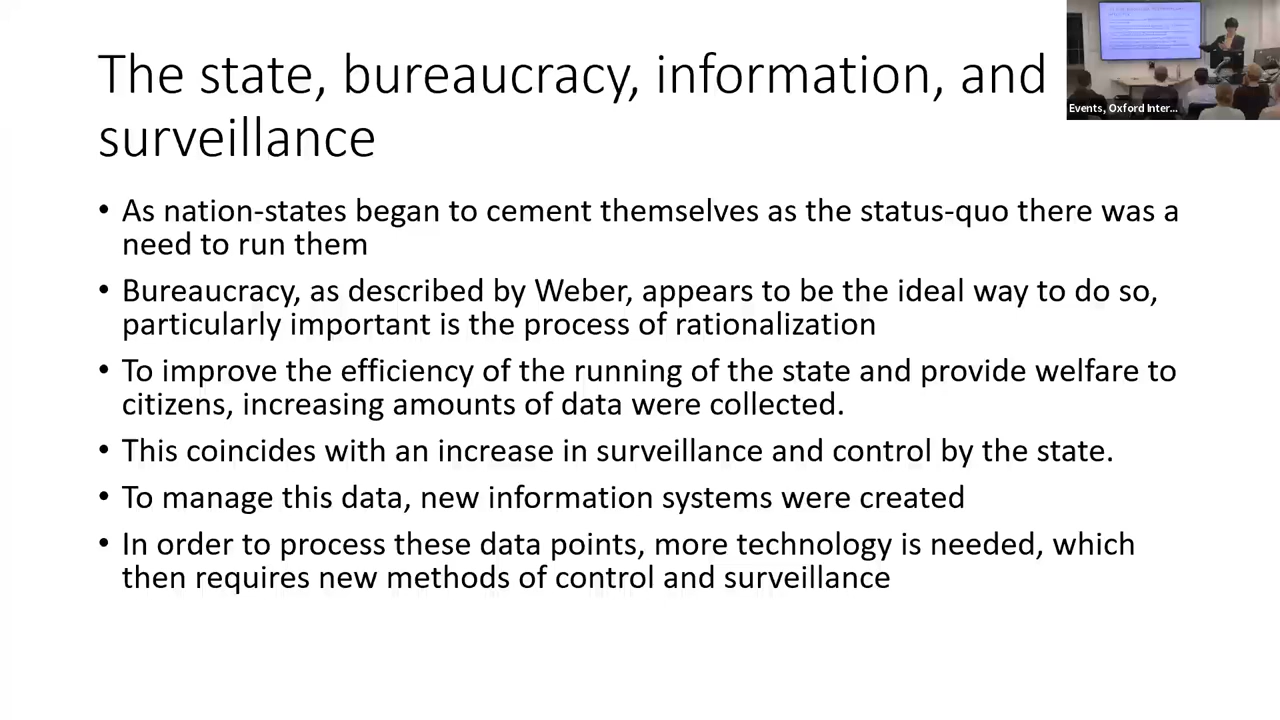 The state, bureaucracy, information, and
surveillance
Events, Oxford Inter...
• As nation-states began to cement themselves as the status-quo there was a
need to run them
• Bureaucracy, as described by Weber, appears to be the ideal way to do so,
particularly important is the process of rationalization
• To improve the efficiency of the running of the state and provide welfare to
citizens, increasing amounts of data were collected.
• This coincides with an increase in surveillance and control by the state.
• To manage this data, new information systems were created
• In order to process these data points, more technology is needed, which
then requires new methods of control and surveillance